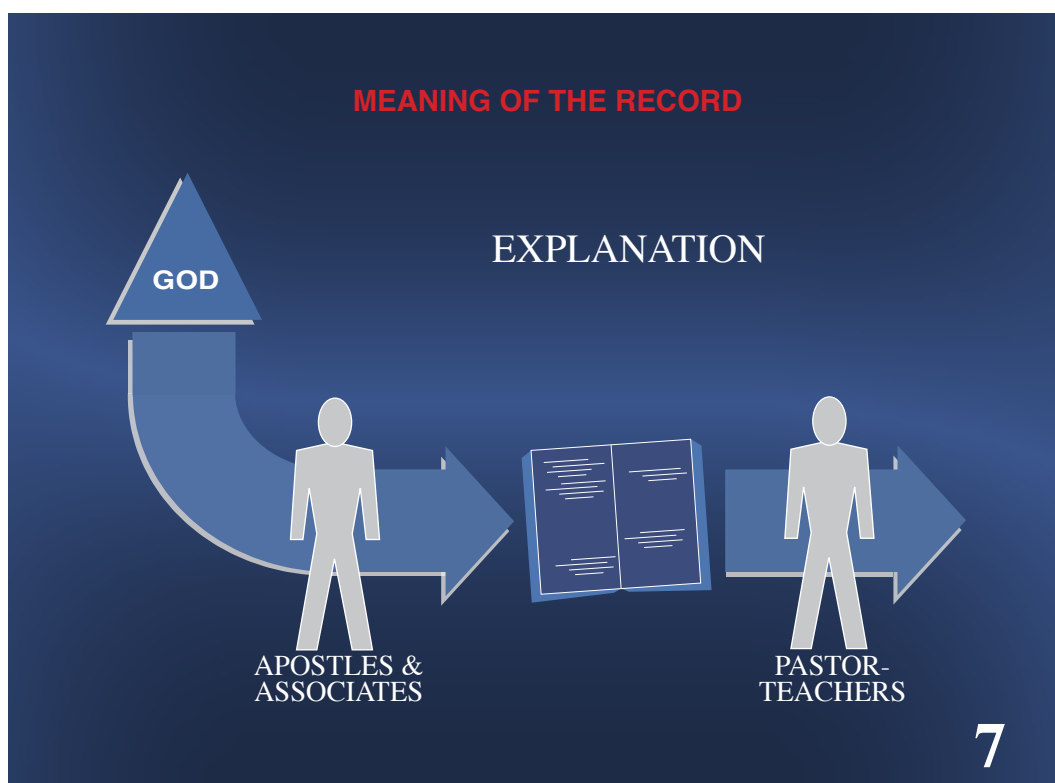 MEANING OF THE RECORD
EXPLANATION
GOD
APOSTLES &
ASSOCIATES
PASTOR-
TEACHERS
7